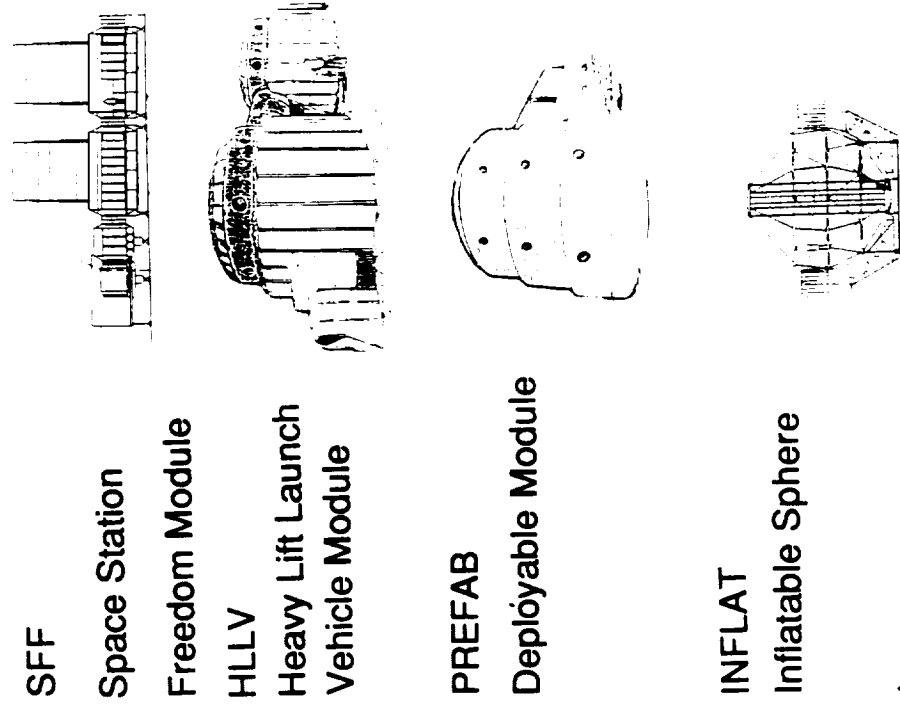 SFF
Space Station
Freedom Module
HLLV
Heavy Lift Launch
Vehicle Module
PREFAB
Deployable Module
INFLAT
Inflatable Sphere